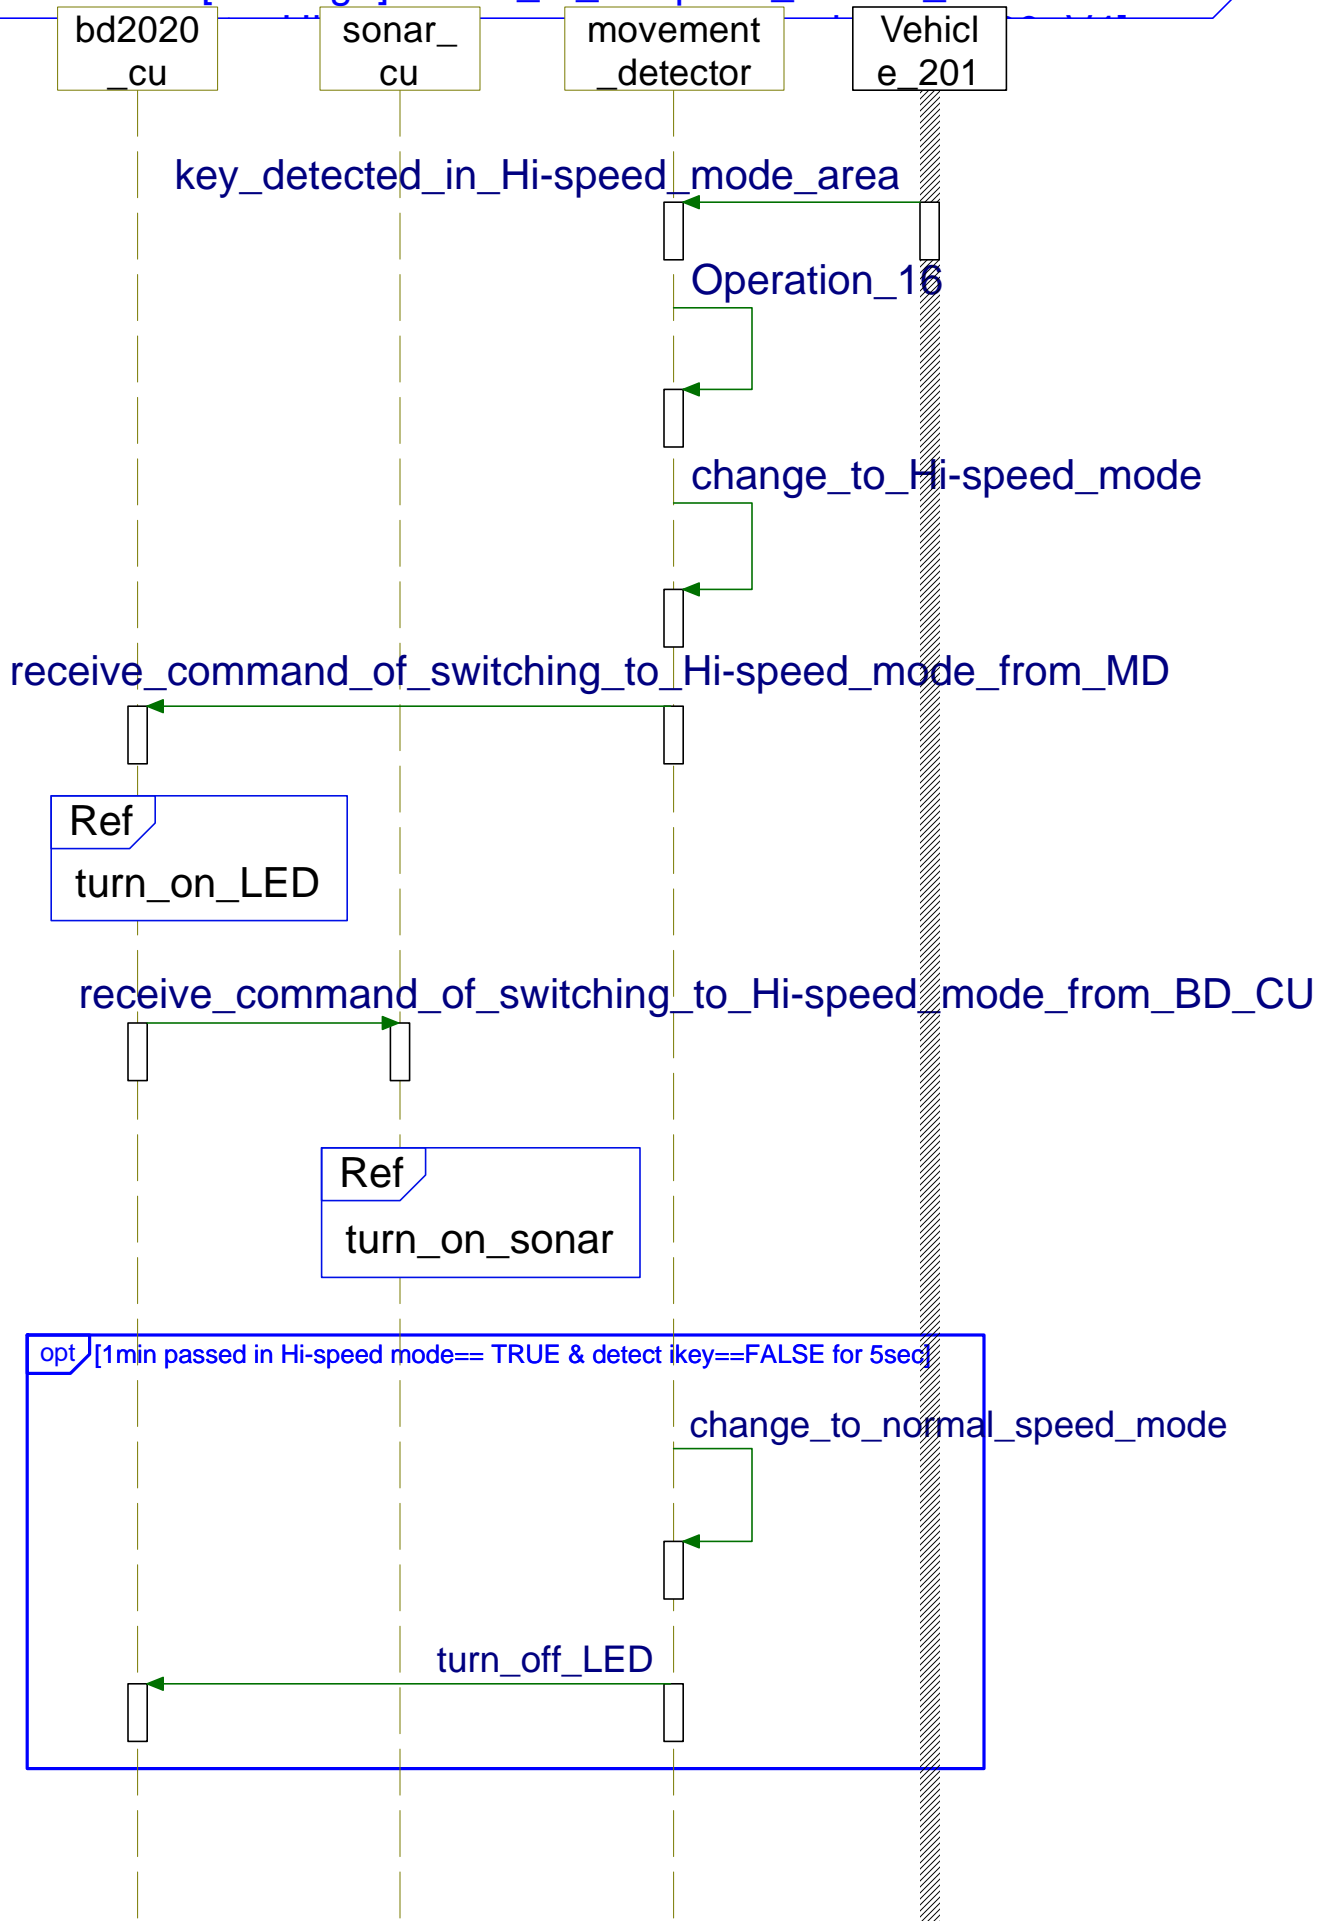 bd2020
_cu
sonar_
cu
movement
_detector
Vehicl
e_201
key_detected_in_Hi-speed_mode_area
Operation_16
change_to_Hi-speed_mode
receive_command_of_switching_to_Hi-speed_mode_from_MD
Ref
turn_on_LED
receive_command_of_switching_to_Hi-speed_mode_from_BD_CU
Ref
turn_on_sonar
opt [1min passed in Hi-speed mode== TRUE & detect ikey==FALSE for 5sec]
change_to_normal_speed_mode
turn_off_LED